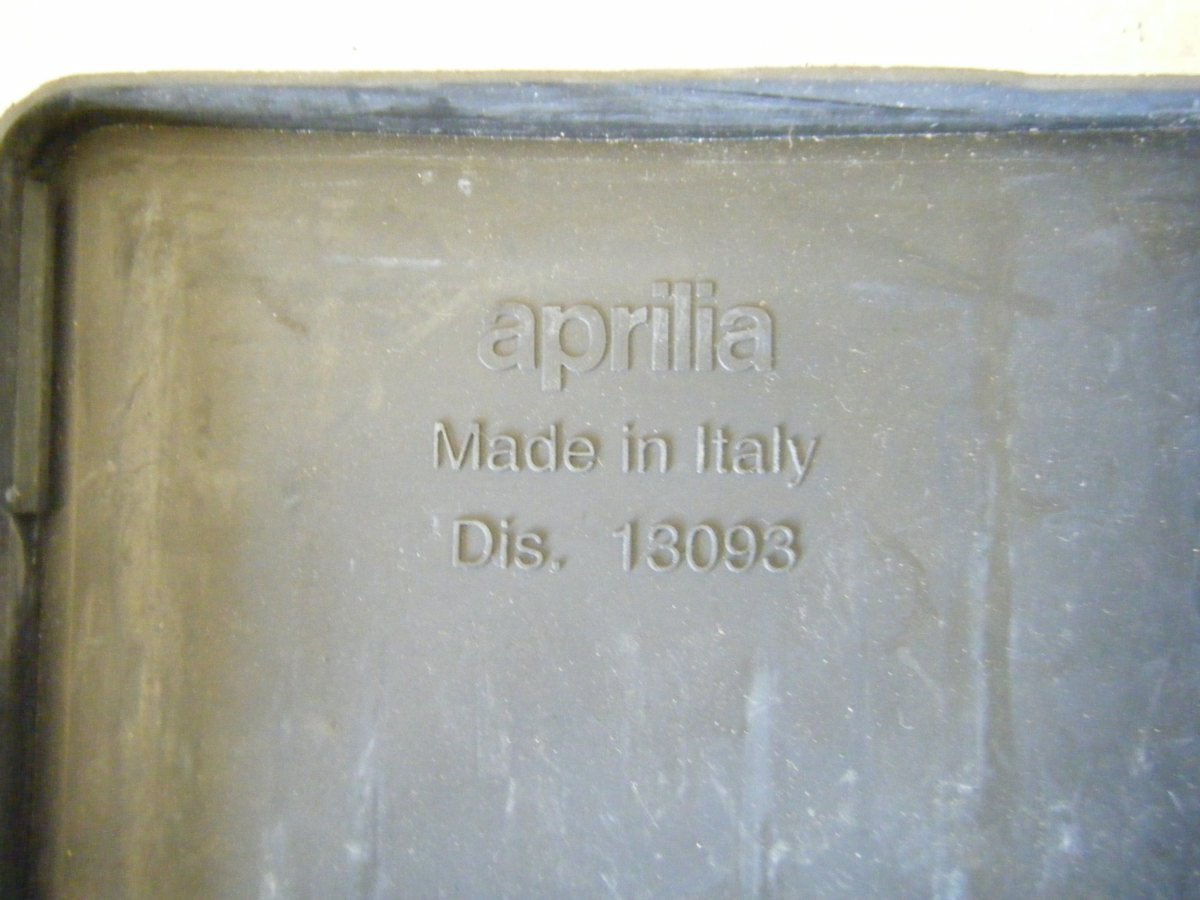 aprilia
Made in Italy
Dis. 13093